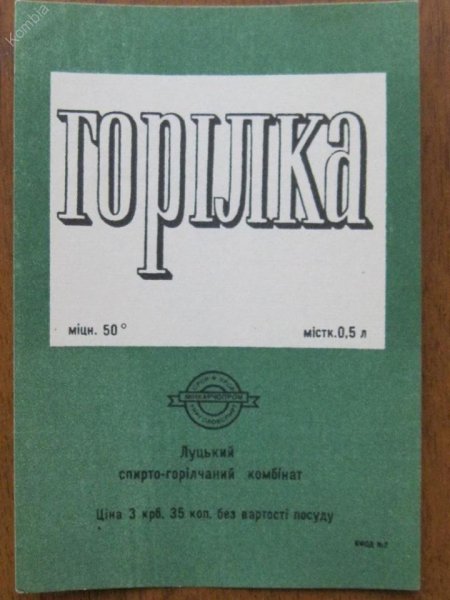 Kombia
горілка
міцн. 50°
містк. 0,5 л
МІНХАРЧОПРОМ
Луцький
спирто-горілчаний комбінат
Ціна 3 крб. 35 коп. без вартості посуду